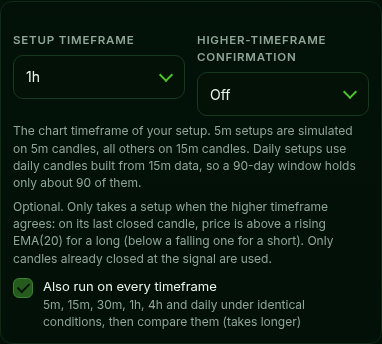 SETUP TIMEFRAME
1h
HIGHER-TIMEFRAME
CONFIRMATION
Off
The chart timeframe of your setup. 5m setups are simulated
on 5m candles, all others on 15m candles. Daily setups use
daily candles built from 15m data, so a 90-day window holds
only about 90 of them.
Optional. Only takes a setup when the higher timeframe
agrees: on its last closed candle, price is above a rising
EMA(20) for a long (below a falling one for a short). Only
candles already closed at the signal are used.
Also run on every timeframe
5m, 15m, 30m, 1h, 4h and daily under identical
conditions, then compare them (takes longer)